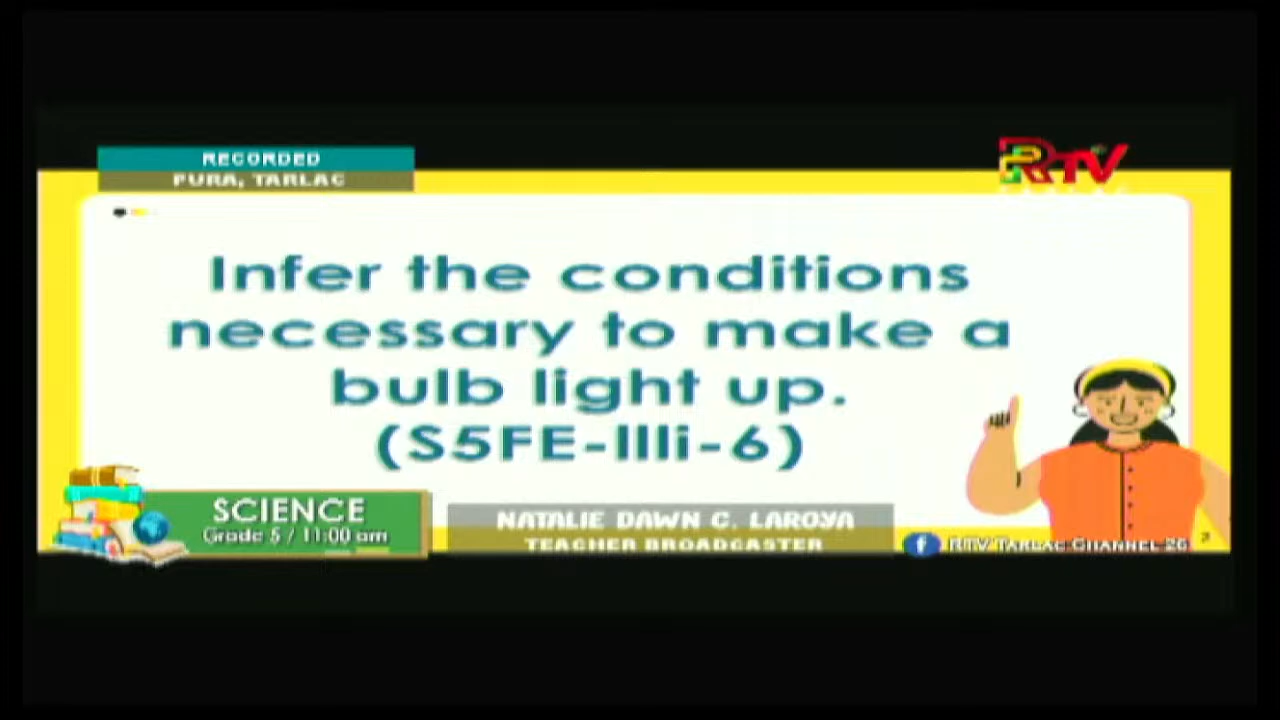 RECORDED
PURA, TARLAC
RTV
TARLAC
Infer the conditions
necessary to make a
bulb light up.
(S5FE-IIIi-6)
SCIENCE
Grade 5 / 11:00 am
NATALIE DAWN C. LAROYA
TEACHER BROADCASTER
RTV TARLAC CHANNEL 26